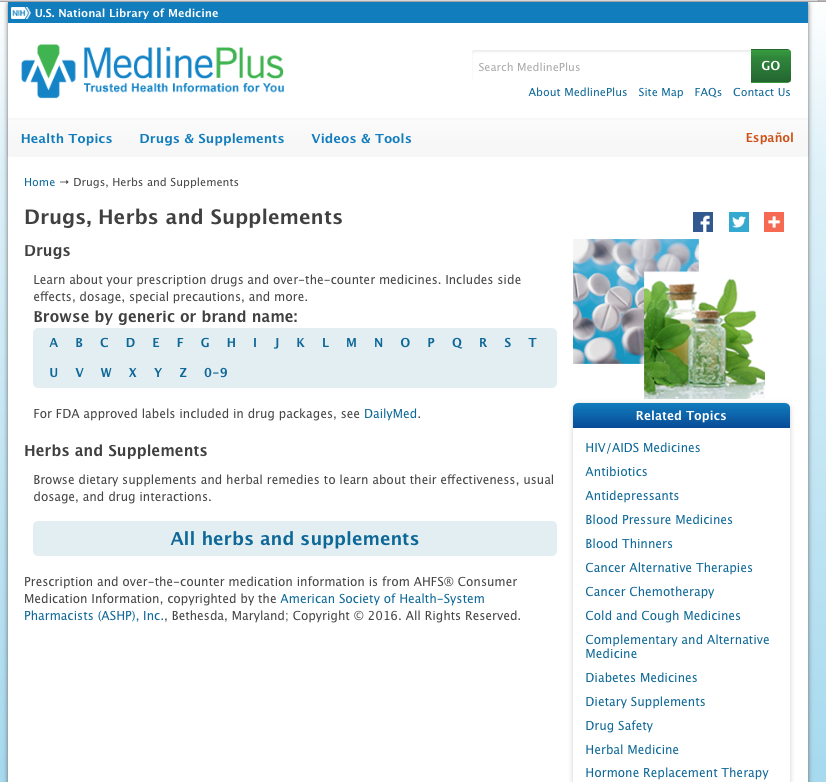 NIH U.S. National Library of Medicine
MedlinePlus
Trusted Health Information for You
Search MedlinePlus
GO
About MedlinePlus Site Map FAQs Contact Us
Health Topics Drugs & Supplements Videos & Tools Español
Home → Drugs, Herbs and Supplements
Drugs, Herbs and Supplements
Drugs
Learn about your prescription drugs and over-the-counter medicines. Includes side
effects, dosage, special precautions, and more.
Browse by generic or brand name:
A B C D E F G H I J K L M N O P Q R S T
U V W X Y Z 0-9
For FDA approved labels included in drug packages, see DailyMed.
Herbs and Supplements
Browse dietary supplements and herbal remedies to learn about their effectiveness, usual
dosage, and drug interactions.
All herbs and supplements
Prescription and over-the-counter medication information is from AHFS® Consumer
Medication Information, copyrighted by the American Society of Health-System
Pharmacists (ASHP), Inc., Bethesda, Maryland; Copyright © 2016. All Rights Reserved.
Related Topics
HIV/AIDS Medicines
Antibiotics
Antidepressants
Blood Pressure Medicines
Blood Thinners
Cancer Alternative Therapies
Cancer Chemotherapy
Cold and Cough Medicines
Complementary and Alternative
Medicine
Diabetes Medicines
Dietary Supplements
Drug Safety
Herbal Medicine
Hormone Replacement Therapy